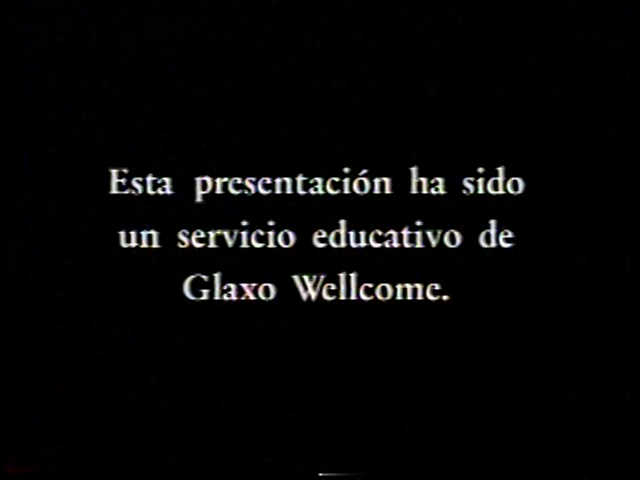 Esta presentación ha sido
un servicio educativo de
Glaxo Wellcome.